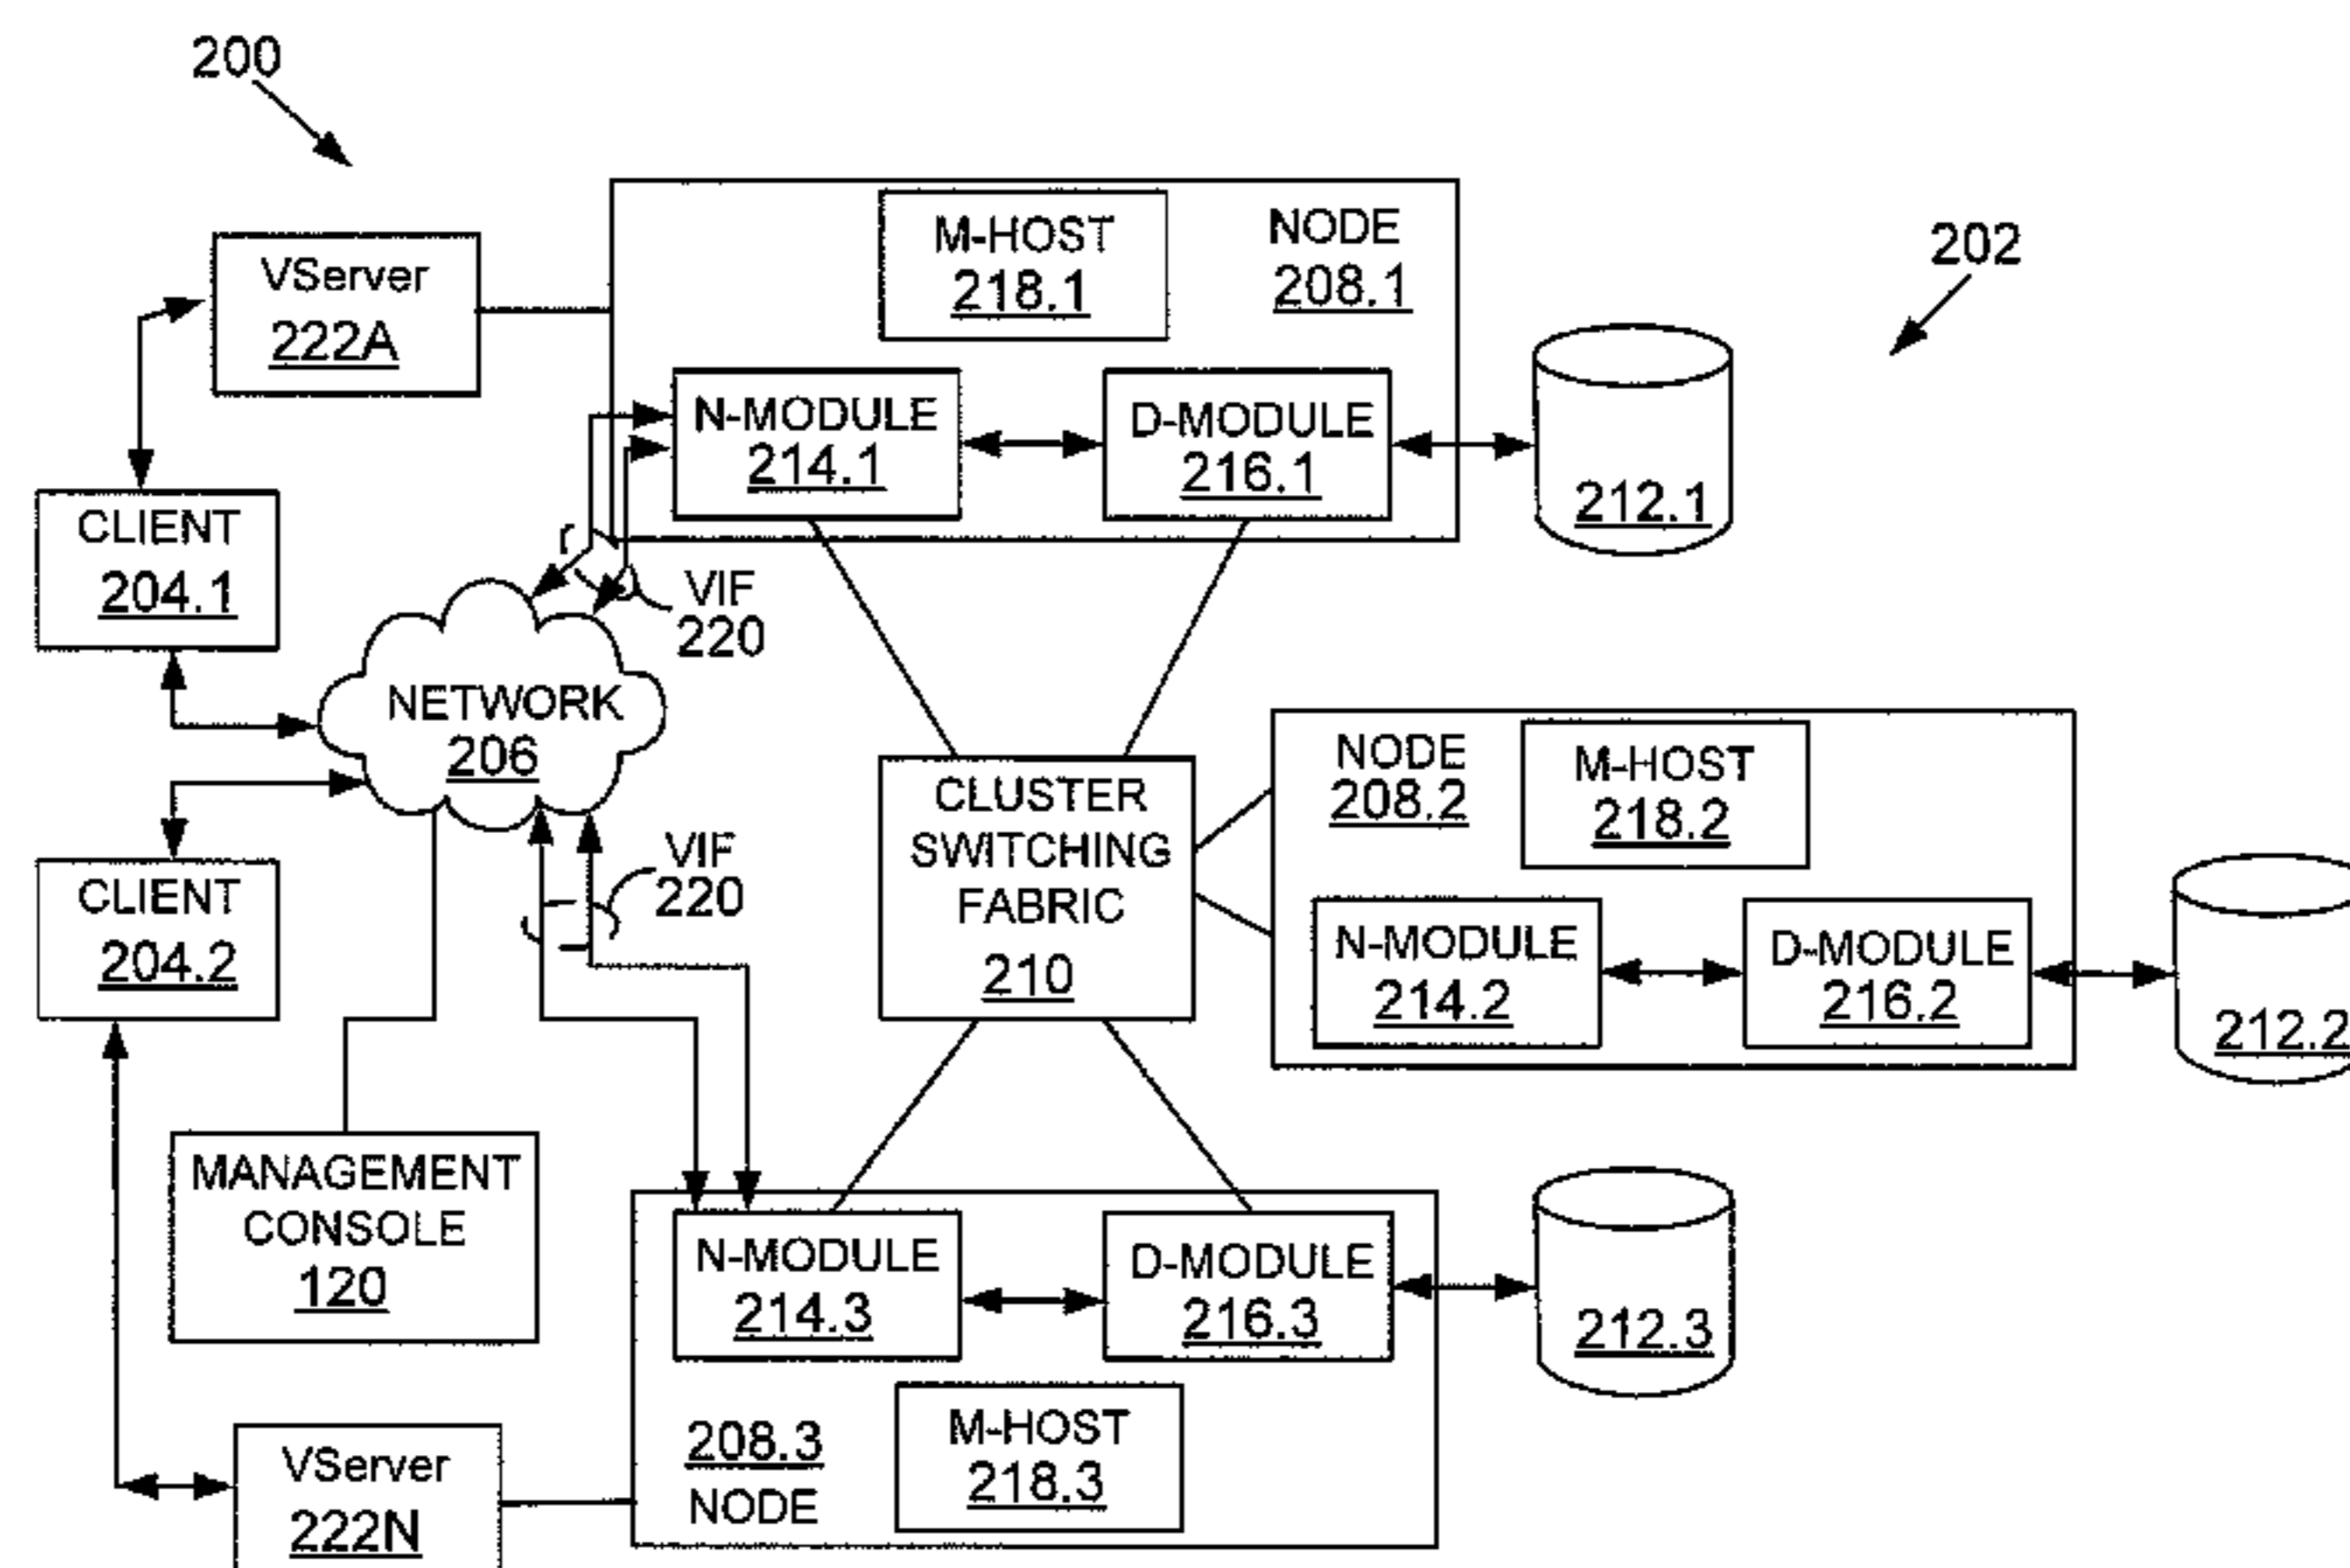 200
202
VServer
222A
M-HOST
218.1
NODE
208.1
N-MODULE
214.1
D-MODULE
216.1
212.1
CLIENT
204.1
VIF
220
NETWORK
206
CLUSTER
SWITCHING
FABRIC
210
NODE
208.2
M-HOST
218.2
N-MODULE
214.2
D-MODULE
216.2
212.2
VIF
220
CLIENT
204.2
MANAGEMENT
CONSOLE
120
N-MODULE
214.3
D-MODULE
216.3
212.3
M-HOST
218.3
208.3
NODE
VServer
222N